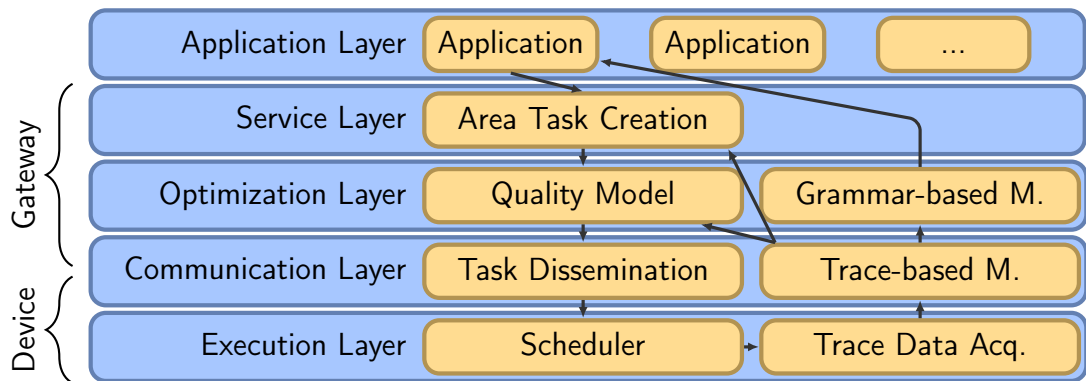 Application Layer Application Application ...
Service Layer Area Task Creation
Optimization Layer Quality Model Grammar-based M.
Communication Layer Task Dissemination Trace-based M.
Execution Layer Scheduler Trace Data Acq.
Gateway
Device